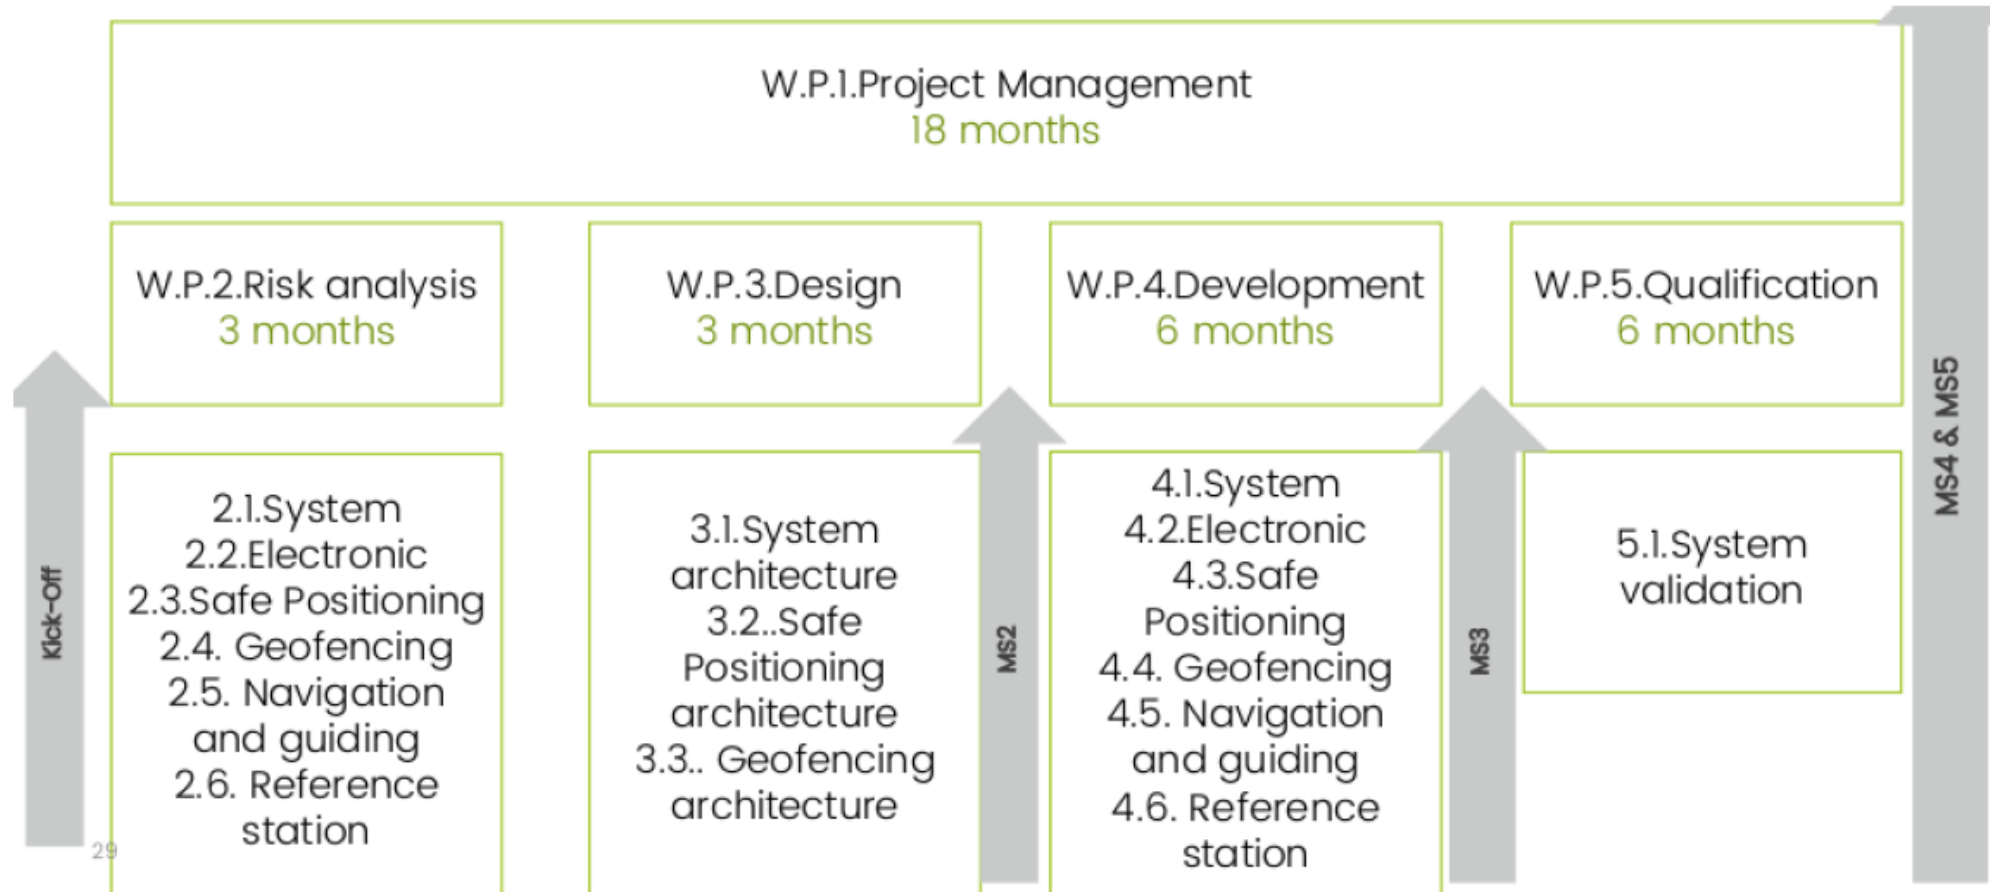 W.P.1.Project Management
18 months
W.P.2.Risk analysis
3 months
W.P.3.Design
3 months
W.P.4.Development
6 months
W.P.5.Qualification
6 months
Kick-Off
2.1.System
2.2.Electronic
2.3.Safe Positioning
2.4. Geofencing
2.5. Navigation
and guiding
2.6. Reference
station
3.1.System
architecture
3.2..Safe
Positioning
architecture
3.3.. Geofencing
architecture
MS2
4.1.System
4.2.Electronic
4.3.Safe
Positioning
4.4. Geofencing
4.5. Navigation
and guiding
4.6. Reference
station
MS3
5.1.System
validation
MS4 & MS5
29